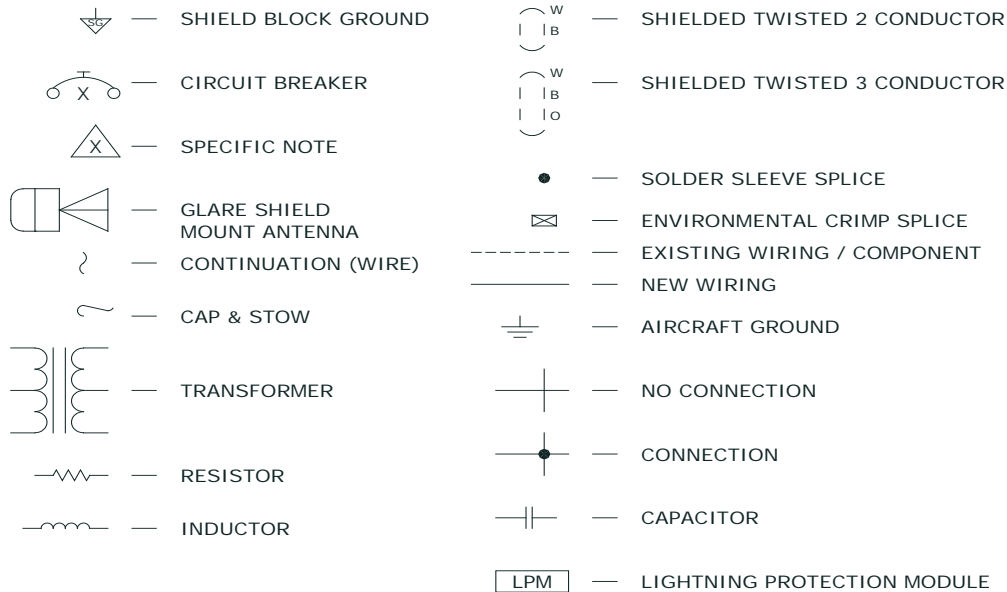 SG
SHIELD BLOCK GROUND
X
CIRCUIT BREAKER
X
SPECIFIC NOTE
GLARE SHIELD
MOUNT ANTENNA
CONTINUATION (WIRE)
CAP & STOW
TRANSFORMER
RESISTOR
INDUCTOR
W
B
SHIELDED TWISTED 2 CONDUCTOR
W
B
O
SHIELDED TWISTED 3 CONDUCTOR
SOLDER SLEEVE SPLICE
ENVIRONMENTAL CRIMP SPLICE
EXISTING WIRING / COMPONENT
NEW WIRING
AIRCRAFT GROUND
NO CONNECTION
CONNECTION
CAPACITOR
LPM
LIGHTNING PROTECTION MODULE